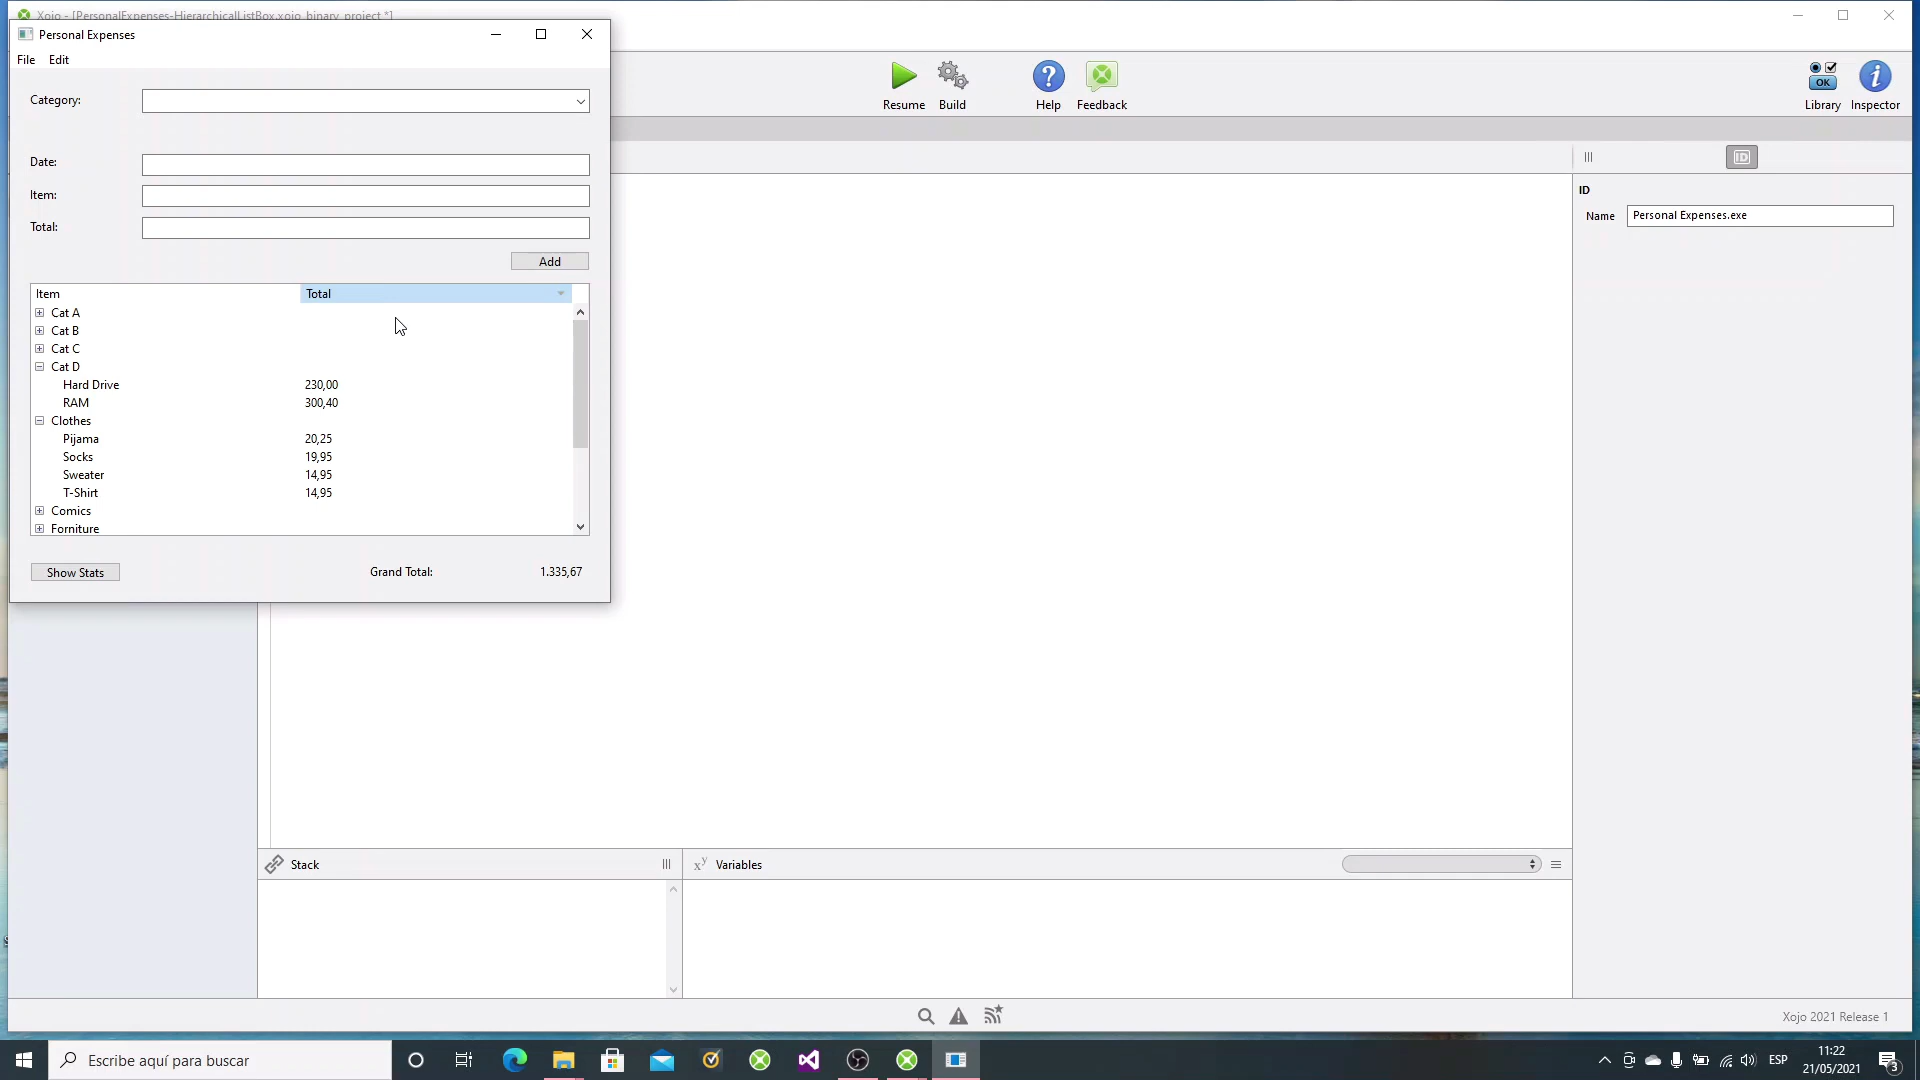 Xojo - [PersonalExpenses-HierarchicalListBox.xojo_binary_project *]
Personal Expenses
File Edit
Category:
Date:
Item:
Total:
Add
Item Total
Cat A
Cat B
Cat C
Cat D
Hard Drive 230,00
RAM 300,40
Clothes
Pijama 20,25
Socks 19,95
Sweater 14,95
T-Shirt 14,95
Comics
Forniture
Show Stats Grand Total: 1.335,67
Resume Build Help Feedback Library Inspector
OK
ID
ID
Name Personal Expenses.exe
Stack
xy Variables
Xojo 2021 Release 1
Escribe aquí para buscar
ESP
11:22
21/05/2021
3